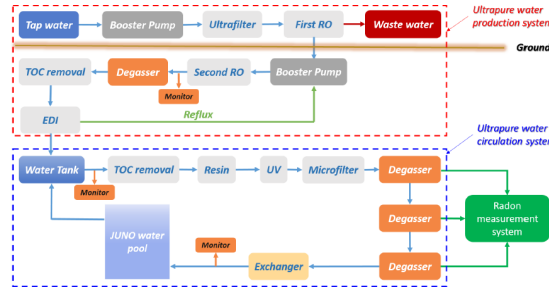 Tap water
Booster Pump
Ultrafilter
First RO
Waste water
Ultrapure water
production system
Ground
TOC removal
Degasser
Second RO
Booster Pump
Monitor
Reflux
EDI
Ultrapure water
circulation system
Water Tank
TOC removal
Resin
UV
Microfilter
Degasser
Monitor
Degasser
Radon
measurement
system
JUNO water
pool
Monitor
Exchanger
Degasser